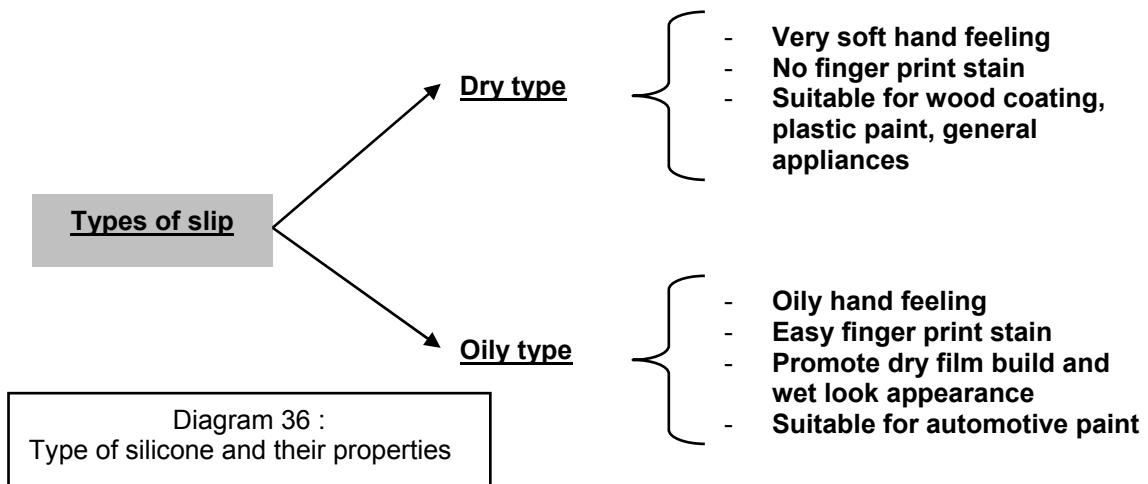 Types of slip
Dry type
- Very soft hand feeling
- No finger print stain
- Suitable for wood coating,
plastic paint, general
appliances
Oily type
- Oily hand feeling
- Easy finger print stain
- Promote dry film build and
wet look appearance
- Suitable for automotive paint
Diagram 36 :
Type of silicone and their properties